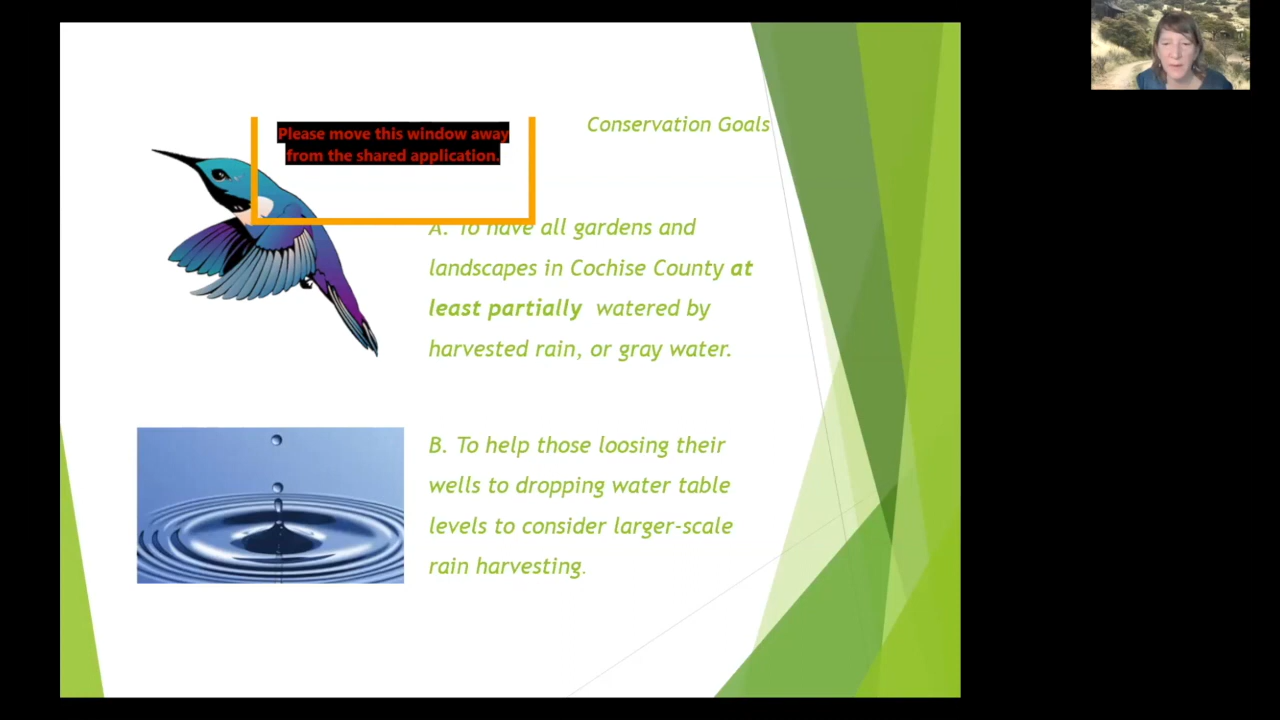 Conservation Goals
Please move this window away
from the shared application.
A. To have all gardens and
landscapes in Cochise County at
least partially watered by
harvested rain, or gray water.
B. To help those loosing their
wells to dropping water table
levels to consider larger-scale
rain harvesting.